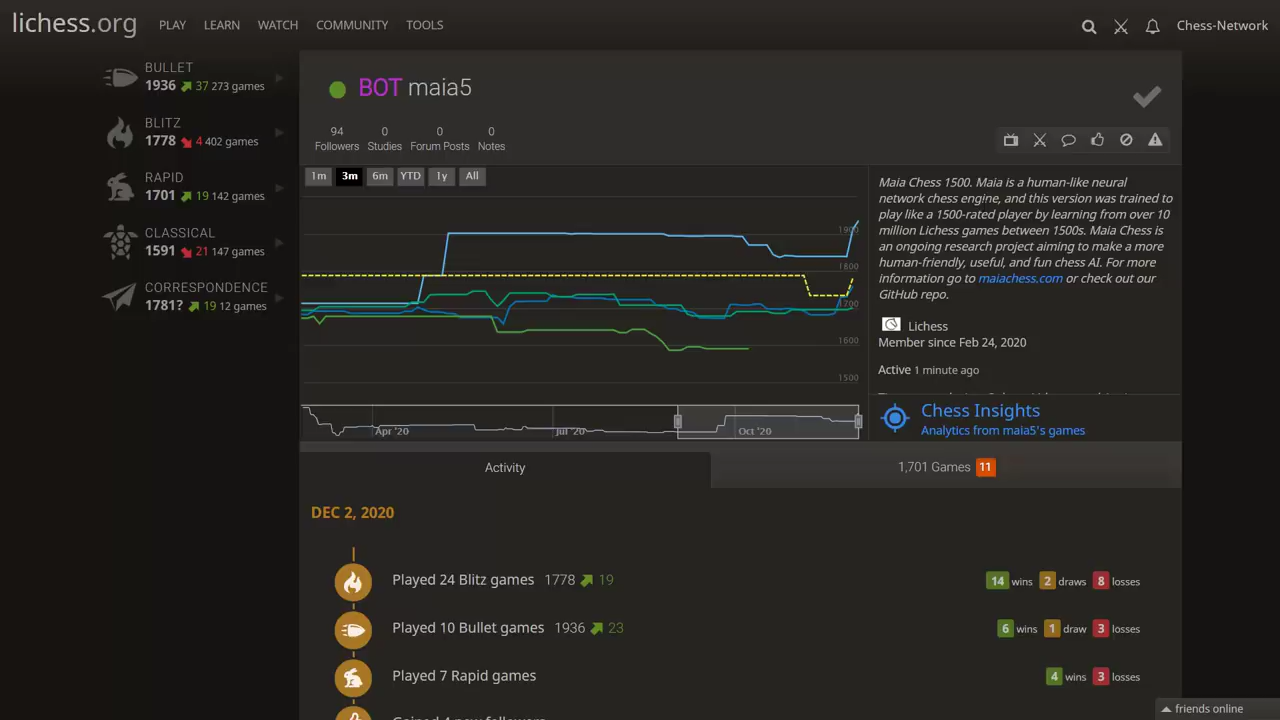 lichess.org PLAY LEARN WATCH COMMUNITY TOOLS Chess-Network
BULLET
1936 37 273 games
BLITZ
1778 4 402 games
RAPID
1701 19 142 games
CLASSICAL
1591 21 147 games
CORRESPONDENCE
1781? 19 12 games
BOT maia5
94 0 0 0
Followers Studies Forum Posts Notes
1m 3m 6m YTD 1y All
1900
1800
1700
1600
1500
Apr '20 Jul '20 Oct '20
Maia Chess 1500. Maia is a human-like neural
network chess engine, and this version was trained to
play like a 1500-rated player by learning from over 10
million Lichess games between 1500s. Maia Chess is
an ongoing research project aiming to make a more
human-friendly, useful, and fun chess AI. For more
information go to maiachess.com or check out our
GitHub repo.
Lichess
Member since Feb 24, 2020
Active 1 minute ago
Chess Insights
Analytics from maia5's games
Activity 1,701 Games 11
DEC 2, 2020
Played 24 Blitz games 1778 19 14 wins 2 draws 8 losses
Played 10 Bullet games 1936 23 6 wins 1 draw 3 losses
Played 7 Rapid games 4 wins 3 losses
Gained 4 new followers
friends online